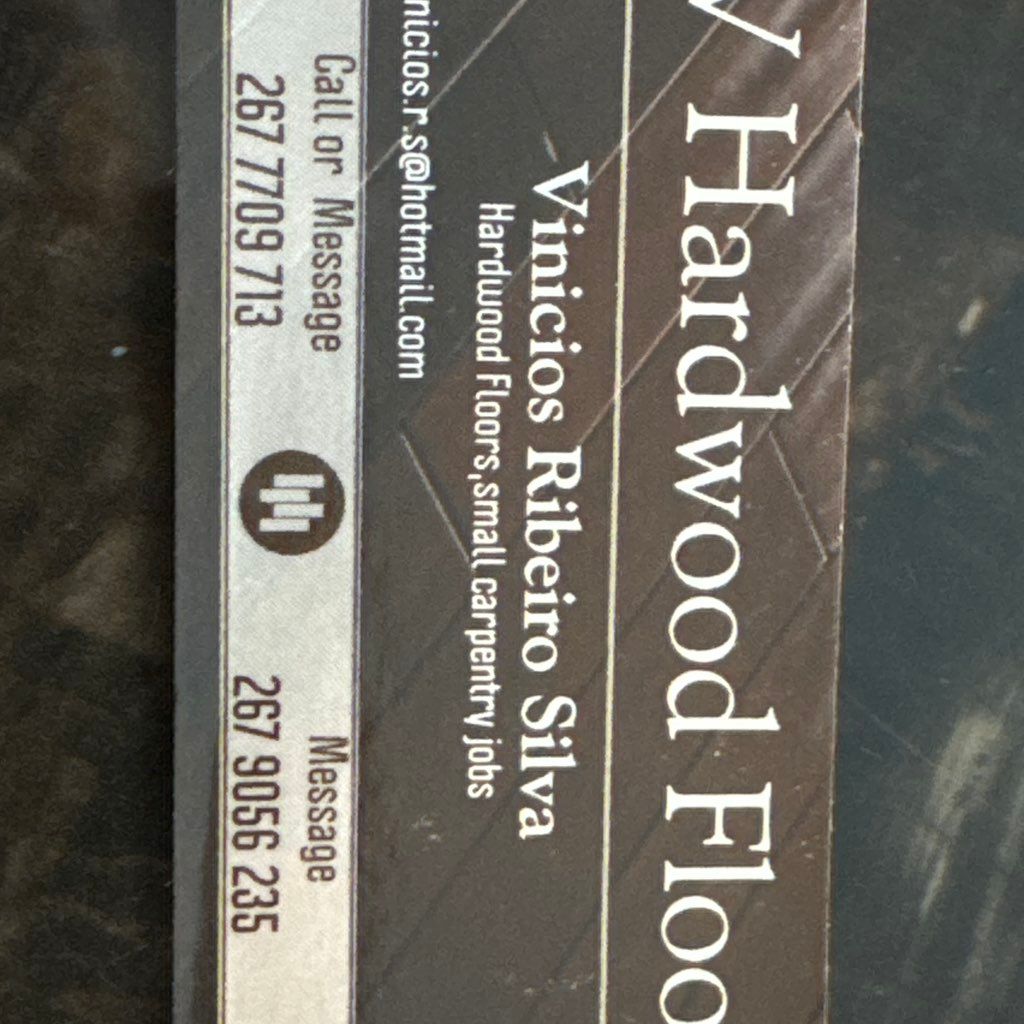 Hardwood
Vinicios Ribeiro Silva
Hardwood Floors,small carpentry jobs
nicios.r.s@hotmail.com
Call or Message
267 7709 713
Message
267 9056 235